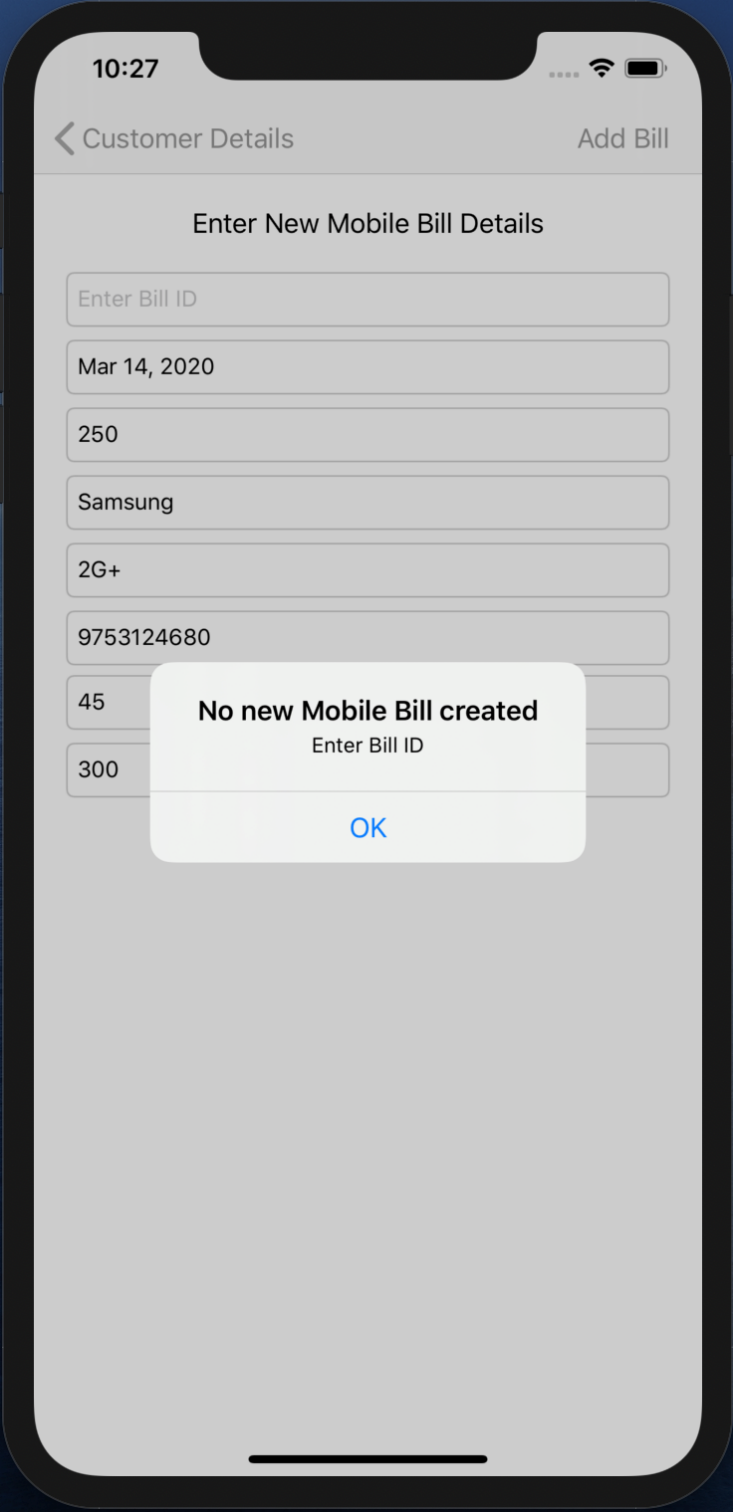 10:27
Customer Details
Add Bill
Enter New Mobile Bill Details
Enter Bill ID
Mar 14, 2020
250
Samsung
2G+
9753124680
45
300
No new Mobile Bill created
Enter Bill ID
OK